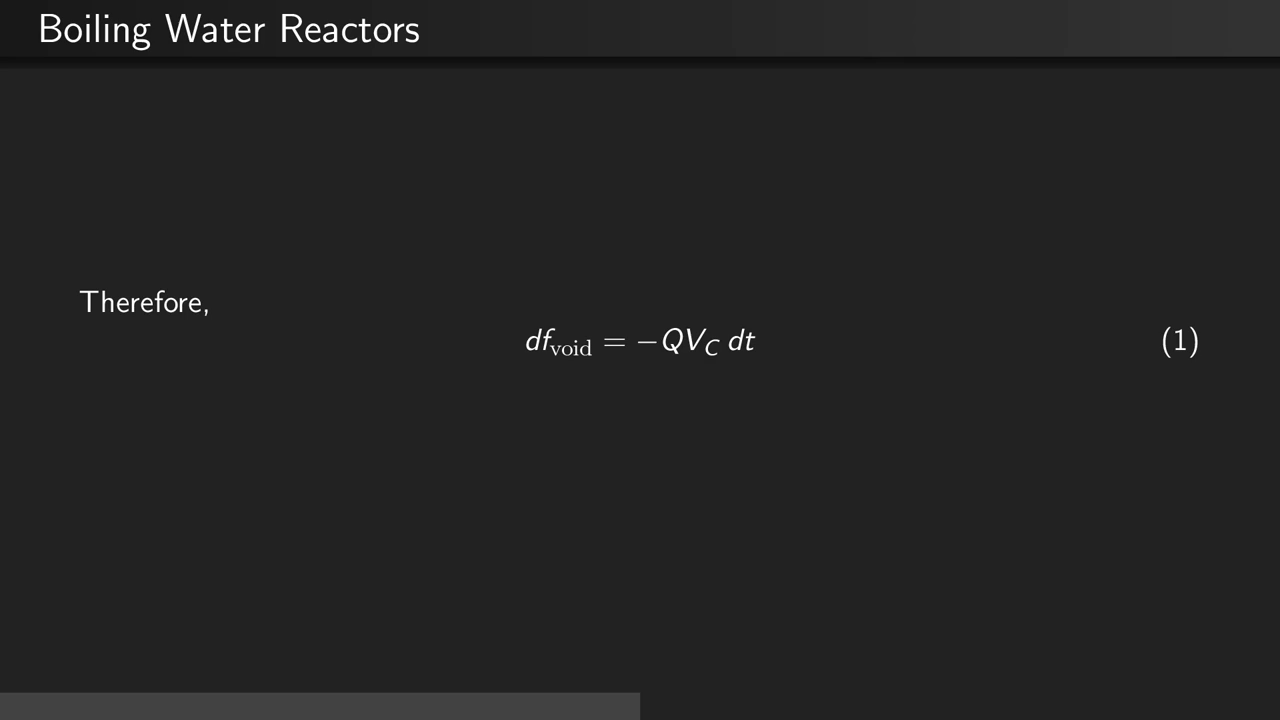 Boiling Water Reactors
Therefore,
df_void = −QV_C dt (1)